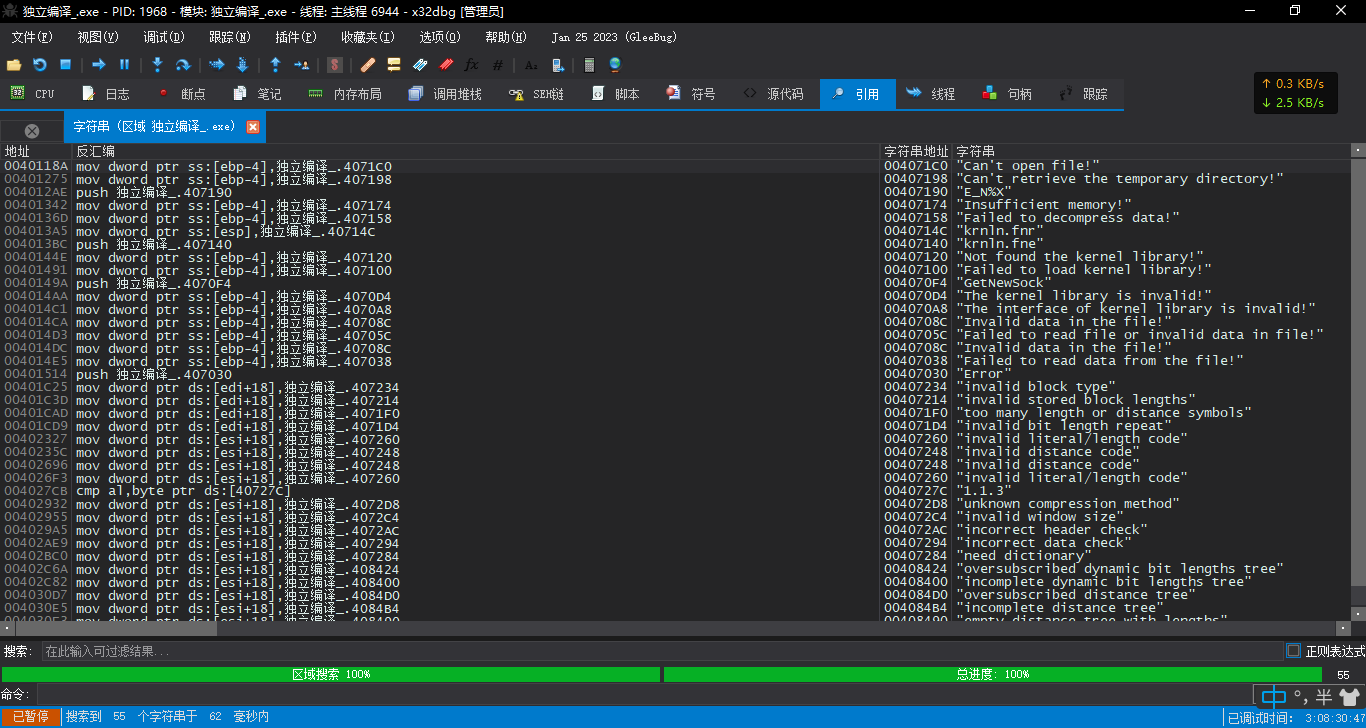 独立编译_.exe - PID: 1968 - 模块: 独立编译_.exe - 线程: 主线程 6944 - x32dbg [管理员]
文件(F) 视图(V) 调试(D) 跟踪(N) 插件(P) 收藏夹(I) 选项(O) 帮助(H) Jan 25 2023 (GleeBug)
CPU 日志 断点 笔记 内存布局 调用堆栈 SEH链 脚本 符号 源代码 引用 线程 句柄 跟踪
↑ 0.3 KB/s
↓ 2.5 KB/s
字符串 (区域 独立编译_.exe)
地址 反汇编 字符串地址 字符串
0040118A mov dword ptr ss:[ebp-4],独立编译_.4071C0 004071C0 "Can't open file!"
00401275 mov dword ptr ss:[ebp-4],独立编译_.407198 00407198 "Can't retrieve the temporary directory!"
004012AE push 独立编译_.407190 00407190 "E_N%X"
00401342 mov dword ptr ss:[ebp-4],独立编译_.407174 00407174 "Insufficient memory!"
0040136D mov dword ptr ss:[ebp-4],独立编译_.407158 00407158 "Failed to decompress data!"
004013A5 mov dword ptr ss:[esp],独立编译_.40714C 0040714C "krnln.fnr"
004013BC push 独立编译_.407140 00407140 "krnln.fne"
0040144E mov dword ptr ss:[ebp-4],独立编译_.407120 00407120 "Not found the kernel library!"
00401491 mov dword ptr ss:[ebp-4],独立编译_.407100 00407100 "Failed to load kernel library!"
0040149A push 独立编译_.4070F4 004070F4 "GetNewSock"
004014AA mov dword ptr ss:[ebp-4],独立编译_.4070D4 004070D4 "The kernel library is invalid!"
004014C1 mov dword ptr ss:[ebp-4],独立编译_.4070A8 004070A8 "The interface of kernel library is invalid!"
004014CA mov dword ptr ss:[ebp-4],独立编译_.40708C 0040708C "Invalid data in the file!"
004014D3 mov dword ptr ss:[ebp-4],独立编译_.40705C 0040705C "Failed to read file or invalid data in file!"
004014DC mov dword ptr ss:[ebp-4],独立编译_.40708C 0040708C "Invalid data in the file!"
004014E5 mov dword ptr ss:[ebp-4],独立编译_.407038 00407038 "Failed to read data from the file!"
00401514 push 独立编译_.407030 00407030 "Error"
00401C25 mov dword ptr ds:[edi+18],独立编译_.407234 00407234 "invalid block type"
00401C3D mov dword ptr ds:[edi+18],独立编译_.407214 00407214 "invalid stored block lengths"
00401CAD mov dword ptr ds:[edi+18],独立编译_.4071F0 004071F0 "too many length or distance symbols"
00401CD9 mov dword ptr ds:[edi+18],独立编译_.4071D4 004071D4 "invalid bit length repeat"
00402327 mov dword ptr ds:[esi+18],独立编译_.407260 00407260 "invalid literal/length code"
0040235C mov dword ptr ds:[esi+18],独立编译_.407248 00407248 "invalid distance code"
00402696 mov dword ptr ds:[esi+18],独立编译_.407248 00407248 "invalid distance code"
004026F3 mov dword ptr ds:[esi+18],独立编译_.407260 00407260 "invalid literal/length code"
004027CB cmp al,byte ptr ds:[40727C] 0040727C "1.1.3"
00402932 mov dword ptr ds:[esi+18],独立编译_.4072D8 004072D8 "unknown compression method"
00402955 mov dword ptr ds:[esi+18],独立编译_.4072C4 004072C4 "invalid window size"
004029A5 mov dword ptr ds:[esi+18],独立编译_.4072AC 004072AC "incorrect header check"
00402AE9 mov dword ptr ds:[esi+18],独立编译_.407294 00407294 "incorrect data check"
00402BC0 mov dword ptr ds:[esi+18],独立编译_.407284 00407284 "need dictionary"
00402C6A mov dword ptr ds:[esi+18],独立编译_.408424 00408424 "oversubscribed dynamic bit lengths tree"
00402C82 mov dword ptr ds:[esi+18],独立编译_.408400 00408400 "incomplete dynamic bit lengths tree"
004030D7 mov dword ptr ds:[esi+18],独立编译_.4084D0 004084D0 "oversubscribed distance tree"
004030E5 mov dword ptr ds:[esi+18],独立编译_.4084B4 004084B4 "incomplete distance tree"
mov dword ptr ds:[esi+18],独立编译_.408490 00408490 "empty distance tree with lengths"
搜索: 在此输入可过滤结果... 正则表达式
区域搜索 100% 总进度: 100% 55
命令:
中 °, 半
已暂停 搜索到 55 个字符串于 62 毫秒内 已调试时间: 3:08:30:47